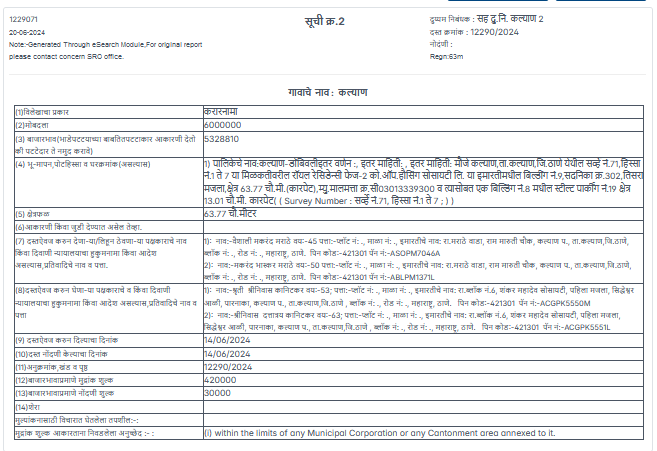 1229071
20-06-2024
Note:-Generated Through eSearch Module,For original report
please contact concern SRO office.
सूची क्र.2
दुय्यम निबंधक : सह दु.नि. कल्याण 2
दस्त क्रमांक : 12290/2024
नोदंणी :
Regn:63m
गावाचे नाव : कल्याण
(1)विलेखाचा प्रकार
करारनामा
(2)मोबदला
6000000
(3) बाजारभाव(भाडेपटटयाच्या बाबतितपटटाकार आकारणी देतो
की पटटेदार ते नमुद करावे)
5328810
(4) भू-मापन,पोटहिस्सा व घरक्रमांक(असल्यास)
1) पालिकेचे नाव:कल्याण-डोंबिवलीइतर वर्णन :, इतर माहिती: , इतर माहिती: मौजे कल्याण,ता.कल्याण,जि.ठाणे येथील सर्व्हे नं.71,हिस्सा
नं.1 ते 7 या मिळकतीवरील रॉयल रेसिडेन्सी फेज-2 को.ऑप.हौसिंग सोसायटी लि. या इमारतीमधील बिल्डींग नं.9,सदनिका क्र.302,तिसरा
मजला,क्षेत्र 63.77 चौ.मी.(कारपेट),म्यु.मालमत्ता क्र.सी03013339300 व त्यासोबत एक बिल्डिंग नं.8 मधील स्टील्ट पार्कींग नं.19 क्षेत्र
13.01 चौ.मी. कारपेट( ( Survey Number : सर्व्हे नं.71, हिस्सा नं.1 ते 7 ; ) )
(5) क्षेत्रफळ
63.77 चौ.मीटर
(6)आकारणी किंवा जुडी देण्यात असेल तेव्हा.
(7) दस्तऐवज करुन देणा-या/लिहून ठेवणा-या पक्षकाराचे नाव
किंवा दिवाणी न्यायालयाचा हुकुमनामा किंवा आदेश
असल्यास,प्रतिवादिचे नाव व पत्ता.
1): नाव:-वैशाली मकरंद मराठे वय:-45 पत्ता:-प्लॉट नं: ., माळा नं: ., इमारतीचे नाव: रा.मराठे वाडा, राम मारुती चौक, कल्याण प., ता.कल्याण,जि.ठाणे,
ब्लॉक नं: ., रोड नं: ., महाराष्ट्र, ठाणे. पिन कोड:-421301 पॅन नं:-ASOPM7046A
2): नाव:-मकरंद भास्कर मराठे वय:-50 पत्ता:-प्लॉट नं: ., माळा नं: ., इमारतीचे नाव: रा.मराठे वाडा, राम मारुती चौक, कल्याण प., ता.कल्याण,जि.ठाणे,
ब्लॉक नं: ., रोड नं: ., महाराष्ट्र, ठाणे. पिन कोड:-421301 पॅन नं:-ABLPM1371L
(8)दस्तऐवज करुन घेणा-या पक्षकाराचे व किंवा दिवाणी
न्यायालयाचा हुकुमनामा किंवा आदेश असल्यास,प्रतिवादिचे नाव व
पत्ता
1): नाव:-श्रुती श्रीनिवास कानिटकर वय:-53; पत्ता:-प्लॉट नं: ., माळा नं: ., इमारतीचे नाव: रा.ब्लॉक नं.6, शंकर महादेव सोसायटी, पहिला मजला, सिद्धेश्वर
आळी, पारनाका, कल्याण प., ता.कल्याण,जि.ठाणे , ब्लॉक नं: ., रोड नं: ., महाराष्ट्र, ठाणे. पिन कोड:-421301 पॅन नं:-ACGPK5550M
2): नाव:-श्रीनिवास दत्तात्रय कानिटकर वय:-63; पत्ता:-प्लॉट नं: ., माळा नं: ., इमारतीचे नाव: रा.ब्लॉक नं.6, शंकर महादेव सोसायटी, पहिला मजला,
सिद्धेश्वर आळी, पारनाका, कल्याण प., ता.कल्याण,जि.ठाणे , ब्लॉक नं: ., रोड नं: ., महाराष्ट्र, ठाणे. पिन कोड:-421301 पॅन नं:-ACGPK5551L
(9) दस्तऐवज करुन दिल्याचा दिनांक
14/06/2024
(10)दस्त नोंदणी केल्याचा दिनांक
14/06/2024
(11)अनुक्रमांक,खंड व पृष्ठ
12290/2024
(12)बाजारभावाप्रमाणे मुद्रांक शुल्क
420000
(13)बाजारभावाप्रमाणे नोंदणी शुल्क
30000
(14)शेरा
मुल्यांकनासाठी विचारात घेतलेला तपशील:-:
मुद्रांक शुल्क आकारताना निवडलेला अनुच्छेद :- :
(i) within the limits of any Municipal Corporation or any Cantonment area annexed to it.